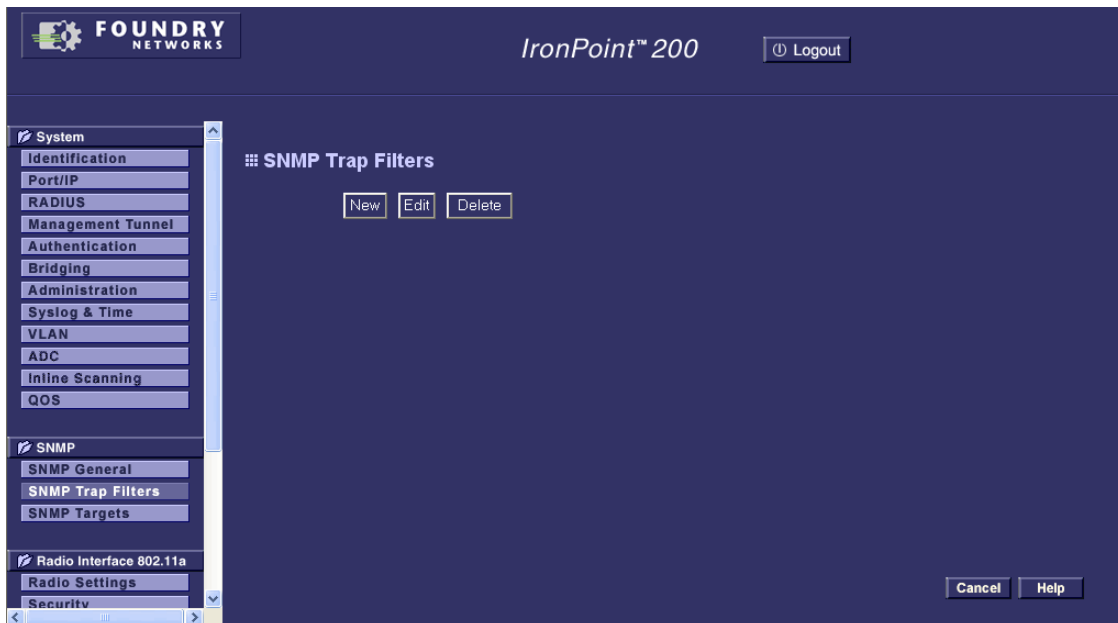 FOUNDRY
NETWORKS
IronPoint™ 200
Logout
System
Identification
Port/IP
RADIUS
Management Tunnel
Authentication
Bridging
Administration
Syslog & Time
VLAN
ADC
Inline Scanning
QOS
SNMP
SNMP General
SNMP Trap Filters
SNMP Targets
Radio Interface 802.11a
Radio Settings
Security
SNMP Trap Filters
New Edit Delete
Cancel Help